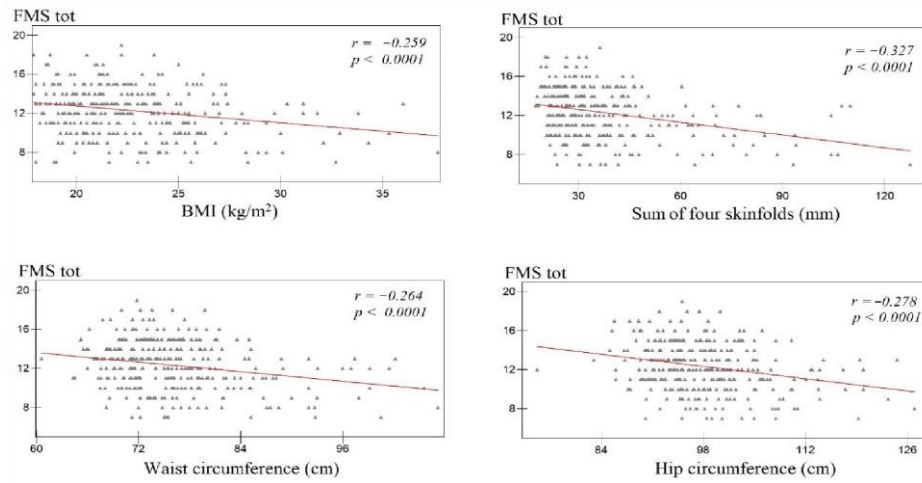 FMS tot
r = −0.259
p < 0.0001
20
16
12
8
20
25
30
35
BMI (kg/m²)
FMS tot
r = −0.327
p < 0.0001
20
16
12
8
30
60
90
120
Sum of four skinfolds (mm)
FMS tot
r = −0.264
p < 0.0001
20
16
12
8
60
72
84
96
Waist circumference (cm)
FMS tot
r = −0.278
p < 0.0001
20
16
12
8
84
98
112
126
Hip circumference (cm)